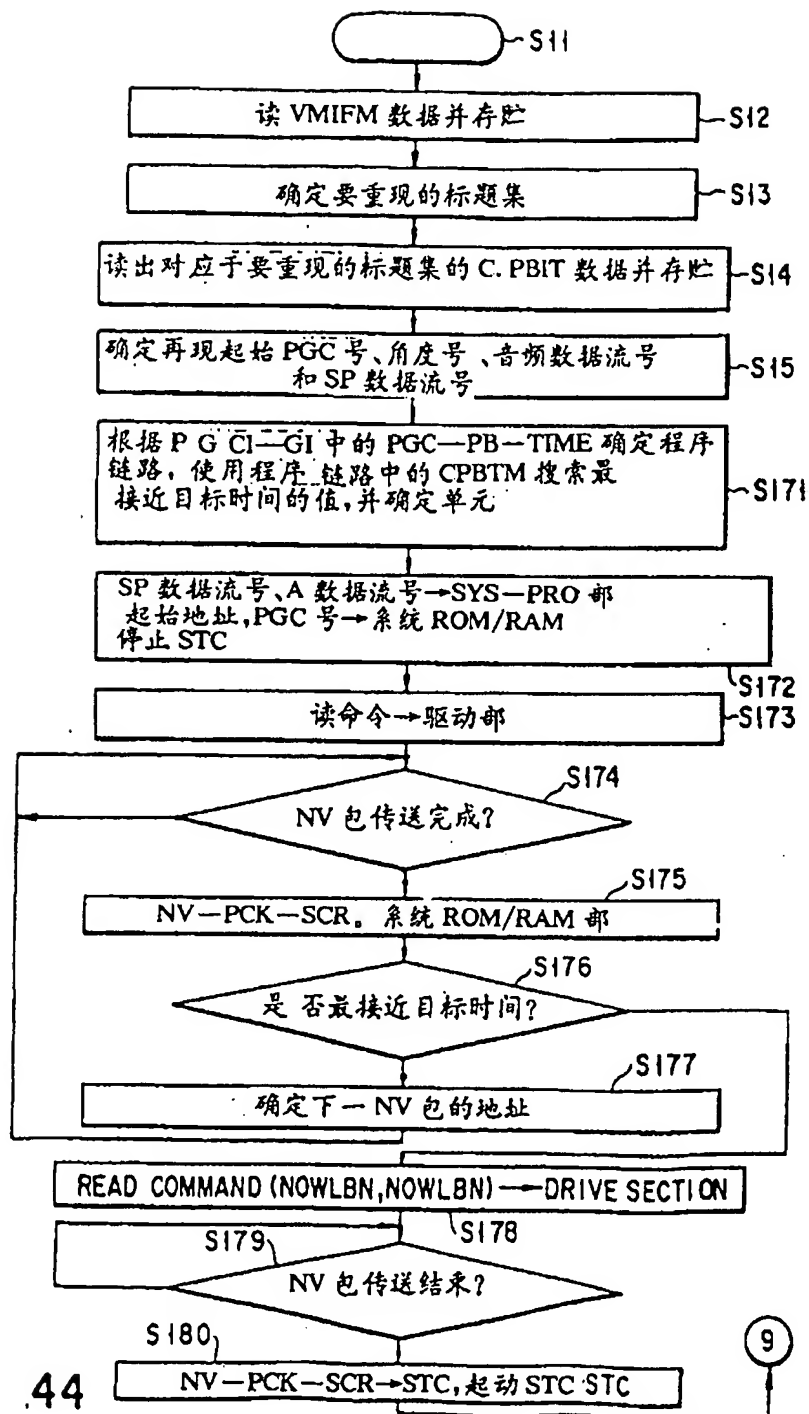 S11
读 VMIFM 数据并存贮
S12
确定要重现的标题集
S13
读出对应于要重现的标题集的 C. PBIT 数据并存贮
S14
确定再现起始 PGC 号、角度号、音频数据流号
和 SP 数据流号
S15
根据 P G CI—GI 中的 PGC—PB—TIME 确定程序
链路, 使用程序链路中的 CPBTM 搜索最
接近目标时间的值,并确定单元
S171
SP 数据流号、A 数据流号→SYS—PRO 部
起始地址,PGC 号→系统 ROM/RAM
停止 STC
S172
读命令→驱动部
S173
S174
NV 包传送完成?
S175
NV—PCK—SCR。系统 ROM/RAM 部
S176
是 否最接近目标时间?
S177
确定下一 NV 包的地址
READ COMMAND (NOWLBN,NOWLBN)→DRIVE SECTION
S178
S179
NV 包传送结束?
S180
NV—PCK—SCR→STC,起动 STC STC
9
.44